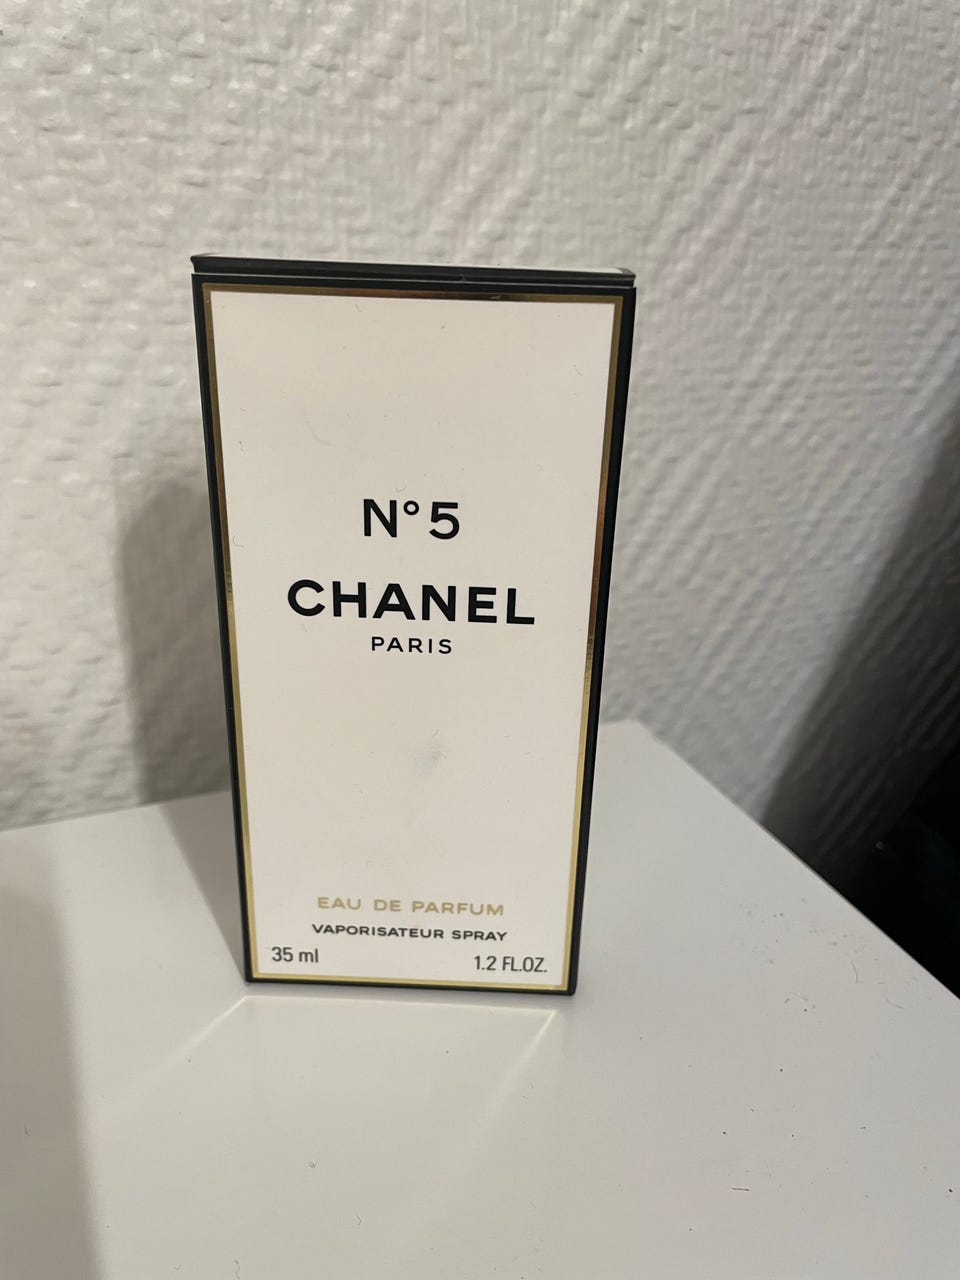 N°5
CHANEL
PARIS
EAU DE PARFUM
VAPORISATEUR SPRAY
35 ml 1.2 FL.OZ.